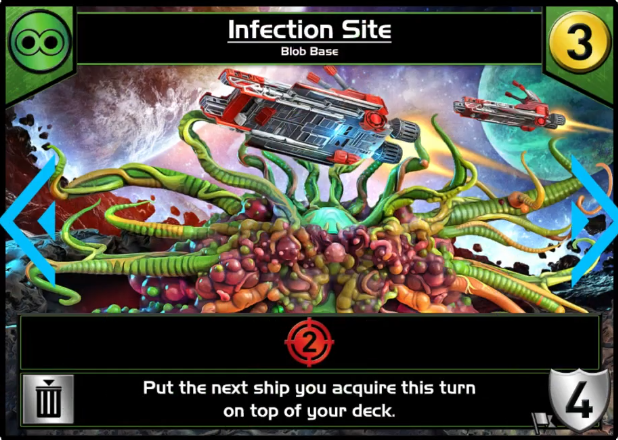 Infection Site
3
Blob Base
2
Put the next ship you acquire this turn
on top of your deck.
4